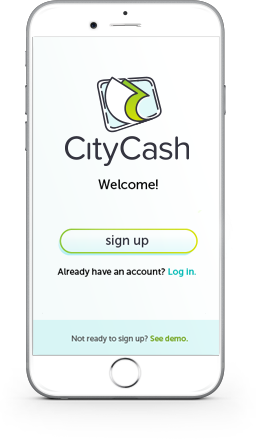 CityCash
Welcome!
sign up
Already have an account? Log in.
Not ready to sign up? See demo.